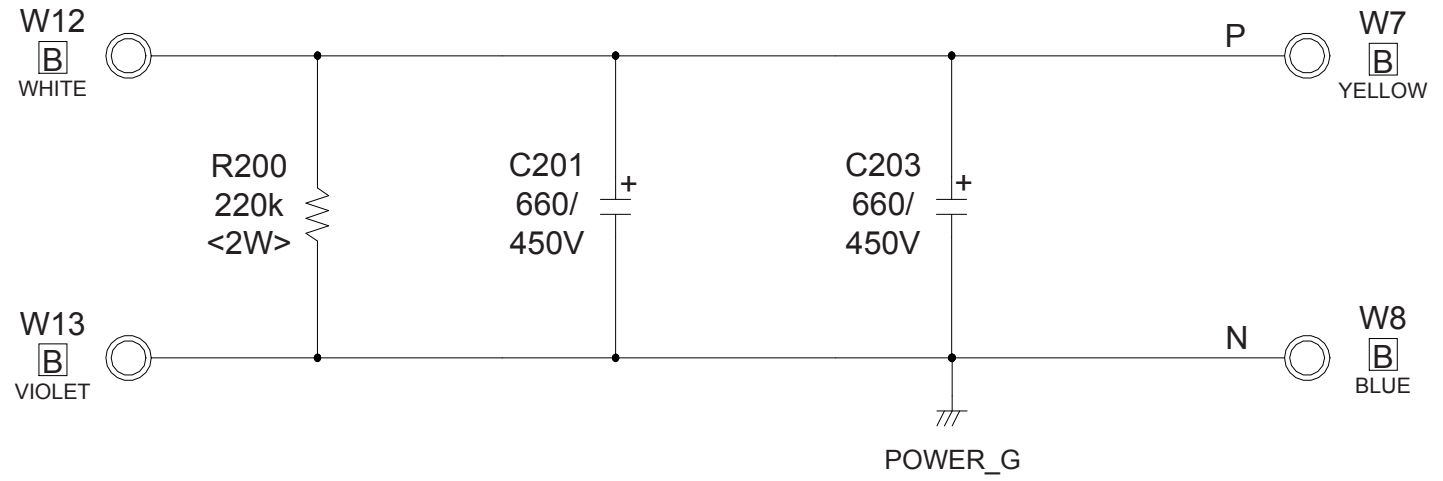 W12
B
WHITE
P
W7
B
YELLOW
R200
220k
<2W>
C201
660/
450V
+
C203
660/
450V
+
W13
B
VIOLET
N
W8
B
BLUE
POWER_G